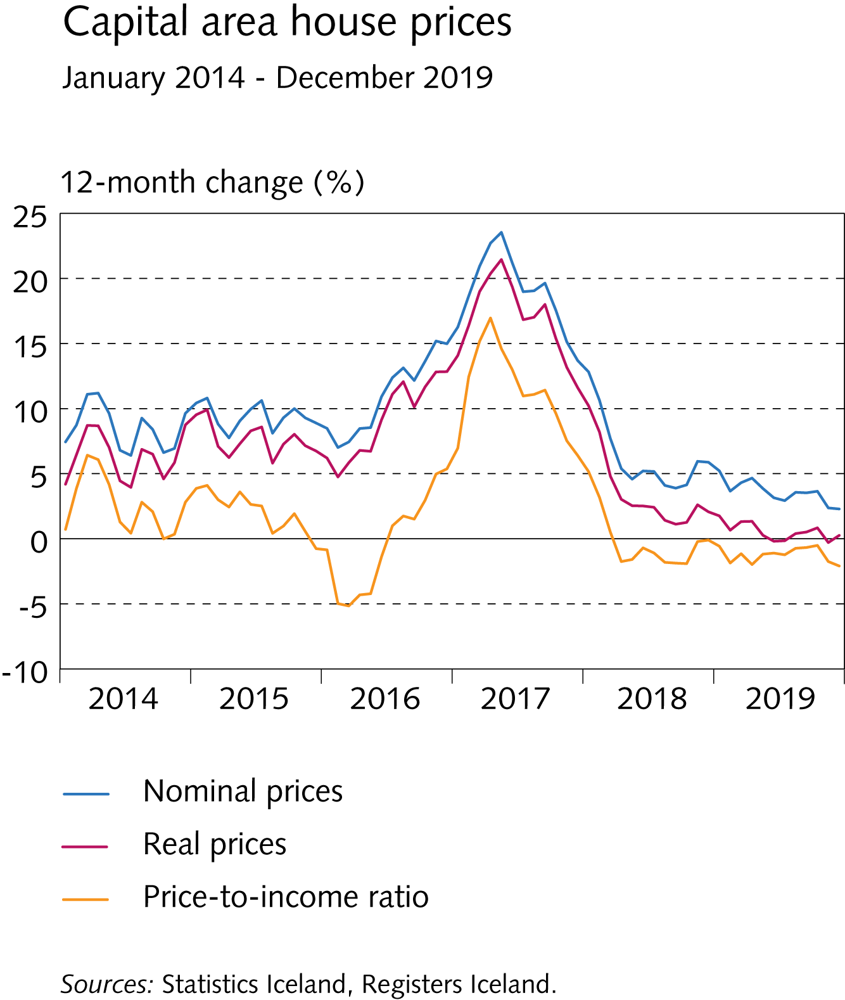 Capital area house prices
January 2014 - December 2019
12-month change (%)
25
20
15
10
5
0
-5
-10
2014 2015 2016 2017 2018 2019
Nominal prices
Real prices
Price-to-income ratio
Sources: Statistics Iceland, Registers Iceland.